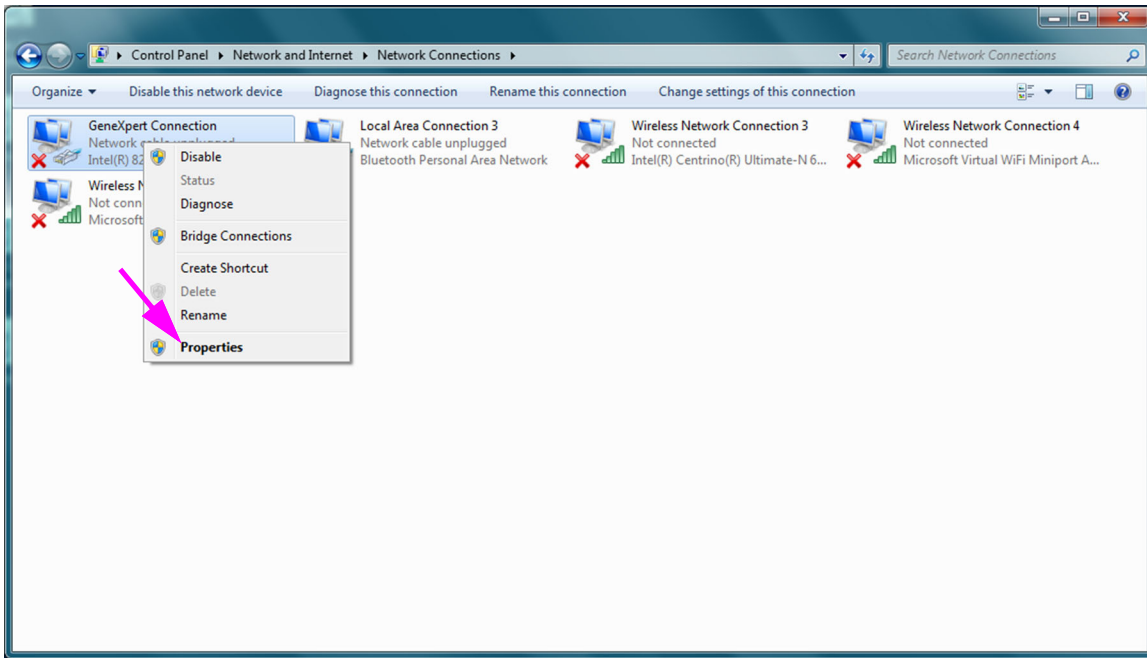 Control Panel Network and Internet Network Connections
Search Network Connections
Organize Disable this network device Diagnose this connection Rename this connection Change settings of this connection
GeneXpert Connection
Network cable unplugged
Intel(R) 82
Local Area Connection 3
Network cable unplugged
Bluetooth Personal Area Network
Wireless Network Connection 3
Not connected
Intel(R) Centrino(R) Ultimate-N 6...
Wireless Network Connection 4
Not connected
Microsoft Virtual WiFi Miniport A...
Wireless N
Not conn
Microsoft
Disable
Status
Diagnose
Bridge Connections
Create Shortcut
Delete
Rename
Properties